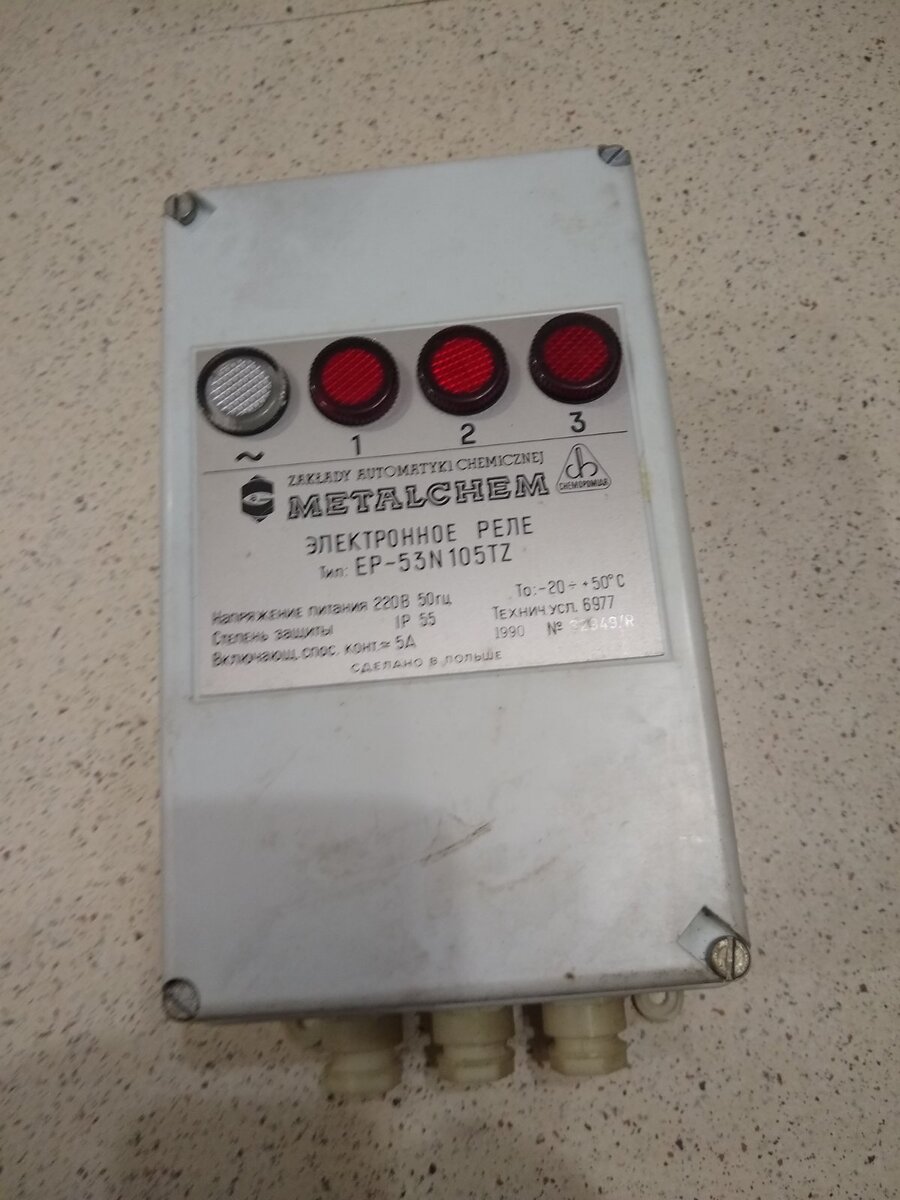 ~ 1 2 3
ZAKŁADY AUTOMATYKI CHEMICZNEJ
METALCHEM
CHEMOPOMIAR
ЭЛЕКТРОННОЕ РЕЛЕ
Тип: EP-53N105TZ
Напряжение питания 220В 50гц
То:-20÷+50°C
Степень защиты IP 55
Технич усл. 6977
Включающ. спос. конт.≃ 5А
1990 №
СДЕЛАНО В ПОЛЬШЕ